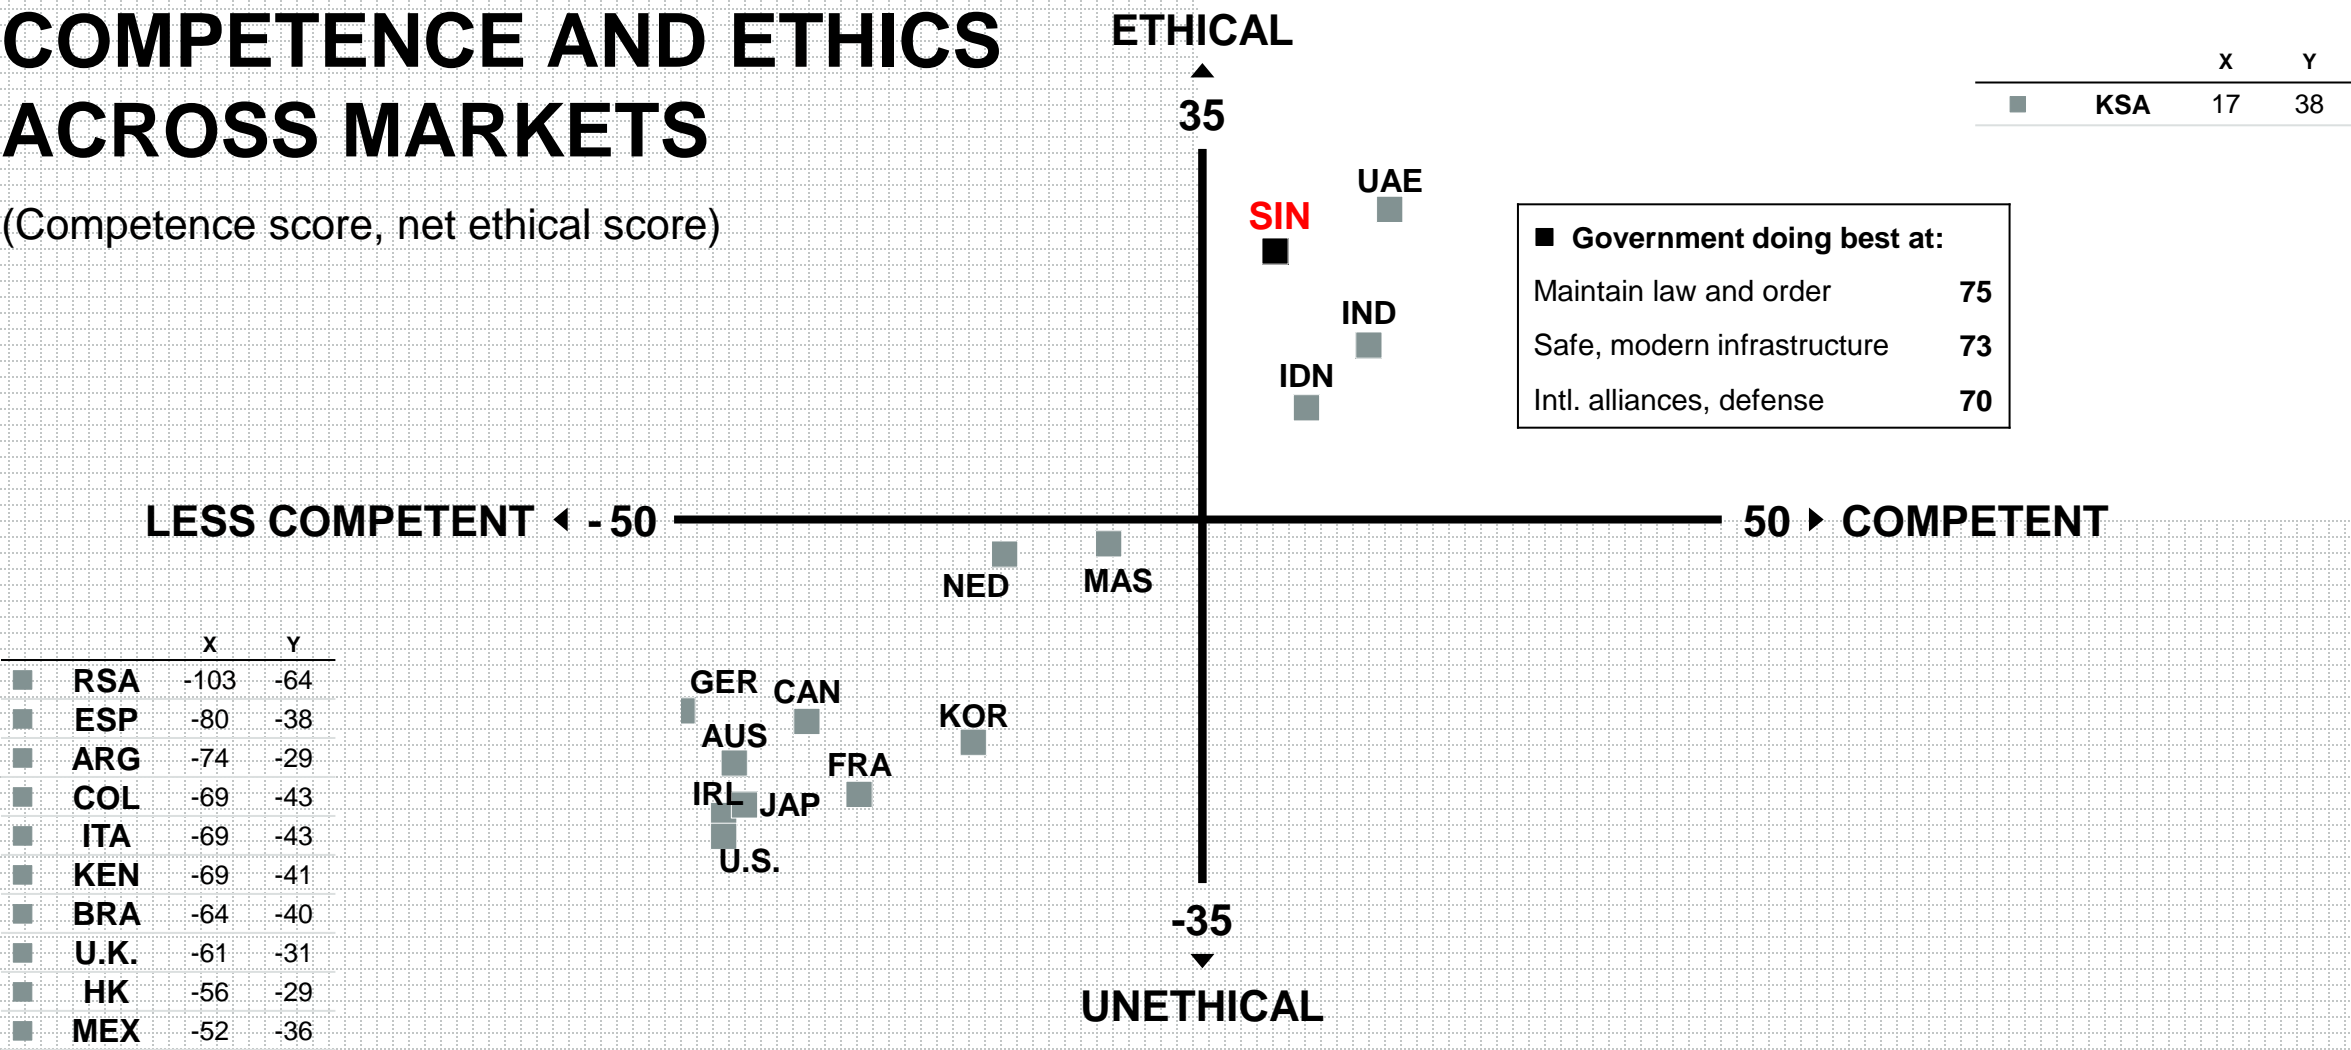 COMPETENCE AND ETHICS
ACROSS MARKETS
(Competence score, net ethical score)
ETHICAL
35
X Y
KSA 17 38
UAE
SIN
IND
IDN
Government doing best at:
Maintain law and order 75
Safe, modern infrastructure 73
Intl. alliances, defense 70
LESS COMPETENT - 50
50 COMPETENT
NED
MAS
X Y
RSA -103 -64
ESP -80 -38
ARG -74 -29
COL -69 -43
ITA -69 -43
KEN -69 -41
BRA -64 -40
U.K. -61 -31
HK -56 -29
MEX -52 -36
GER
CAN
KOR
AUS
FRA
IRL
JAP
U.S.
-35
UNETHICAL